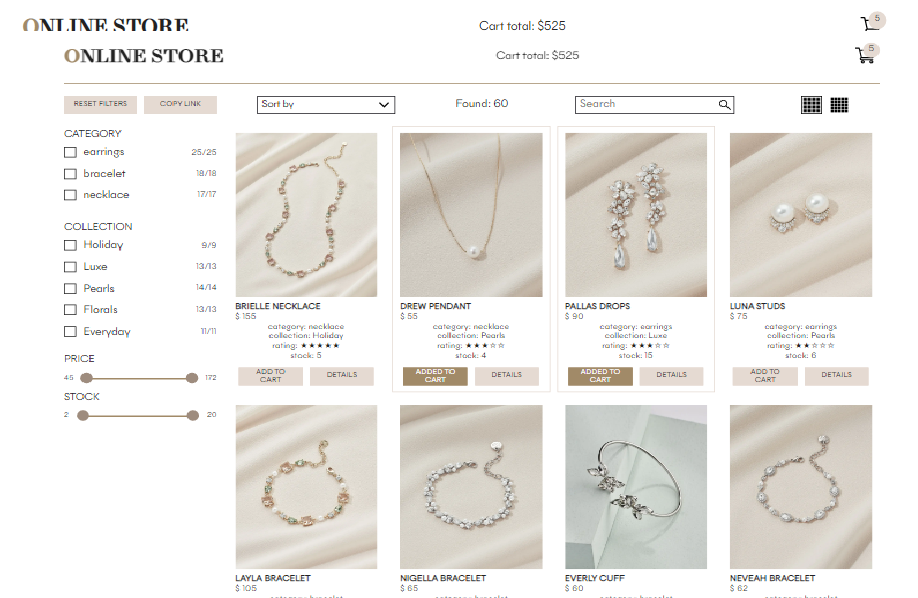 ONLINE STORE
Cart total: $525
5
ONLINE STORE
Cart total: $525
5
RESET FILTERS
COPY LINK
Sort by
Found: 60
Search
CATEGORY
earrings 25/25
bracelet 18/18
necklace 17/17
COLLECTION
Holiday 9/9
Luxe 13/13
Pearls 14/14
Florals 13/13
Everyday 11/11
PRICE
45 172
STOCK
2 20
BRIELLE NECKLACE
$ 155
category: necklace
collection: Holiday
rating: ★★★★★
stock: 5
ADD TO
CART
DETAILS
DREW PENDANT
$ 56
category: necklace
collection: Pearls
rating: ★★★☆☆
stock: 4
ADDED TO
CART
DETAILS
PALLAS DROPS
$ 90
category: earrings
collection: Luxe
rating: ★★★☆☆
stock: 15
ADDED TO
CART
DETAILS
LUNA STUDS
$ 75
category: earrings
collection: Pearls
rating: ★★☆☆☆
stock: 6
ADD TO
CART
DETAILS
LAYLA BRACELET
$ 105
NIGELLA BRACELET
$ 65
EVERLY CUFF
$ 60
NEVEAH BRACELET
$ 62